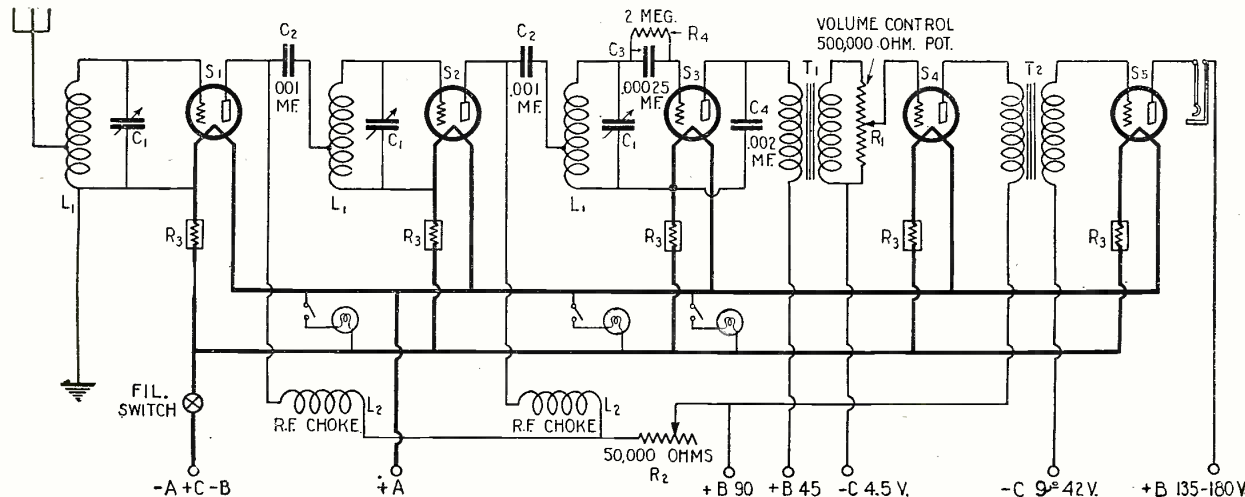 2 MEG.
R4
VOLUME CONTROL
500,000 OHM. POT.
C2
C2
C3
S1
.001
MF.
S2
.001
MF.
.00025
MF.
S3
T1
S4
T2
S5
C1
C1
C1
C4
.002
MF.
R1
L1
L1
L1
R3
R3
R3
R3
R3
FIL.
SWITCH
L2
R.F. CHOKE
L2
R.F CHOKE
50,000 OHMS
R2
-A +C -B
+A
+B 90
+B 45
-C 4.5 V.
-C 9=42V.
+B 135-180 V.